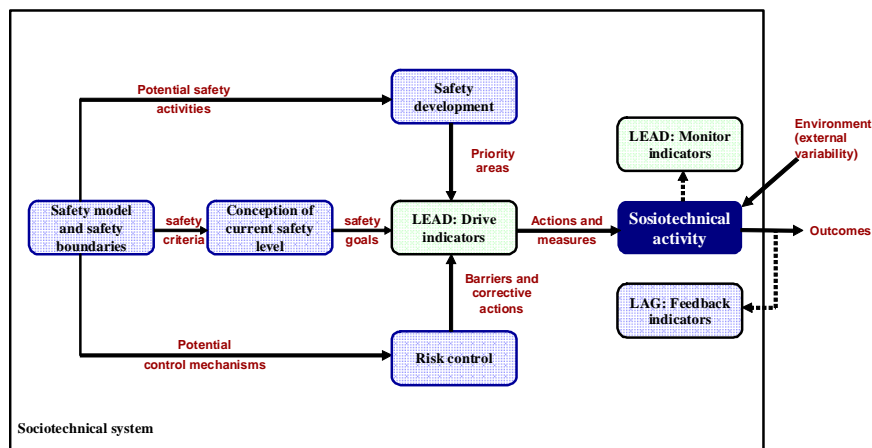 Potential safety
activities
Safety
development
LEAD: Monitor
indicators
Environment
(external
variability)
Priority
areas
Safety model
and safety
boundaries
safety
criteria
Conception of
current safety
level
safety
goals
LEAD: Drive
indicators
Actions and
measures
Sosiotechnical
activity
Outcomes
Barriers and
corrective
actions
LAG: Feedback
indicators
Potential
control mechanisms
Risk control
Sociotechnical system